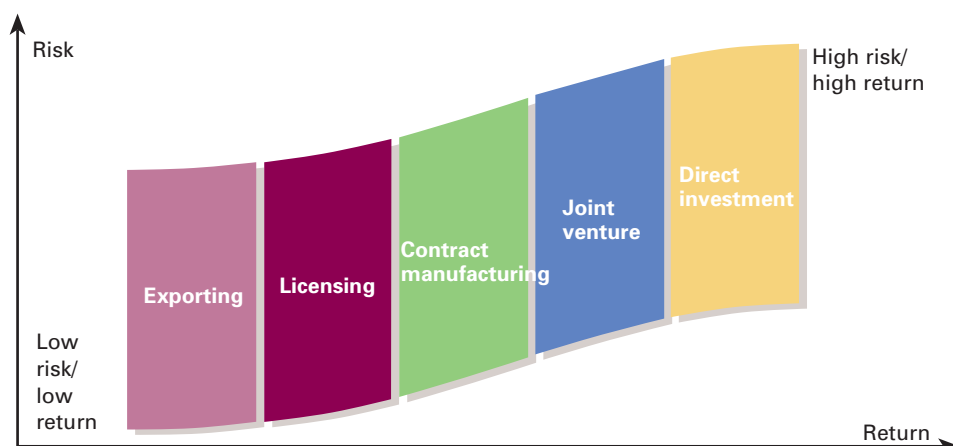 Risk
High risk/
high return
Direct
investment
Joint
venture
Contract
manufacturing
Licensing
Exporting
Low
risk/
low
return
Return